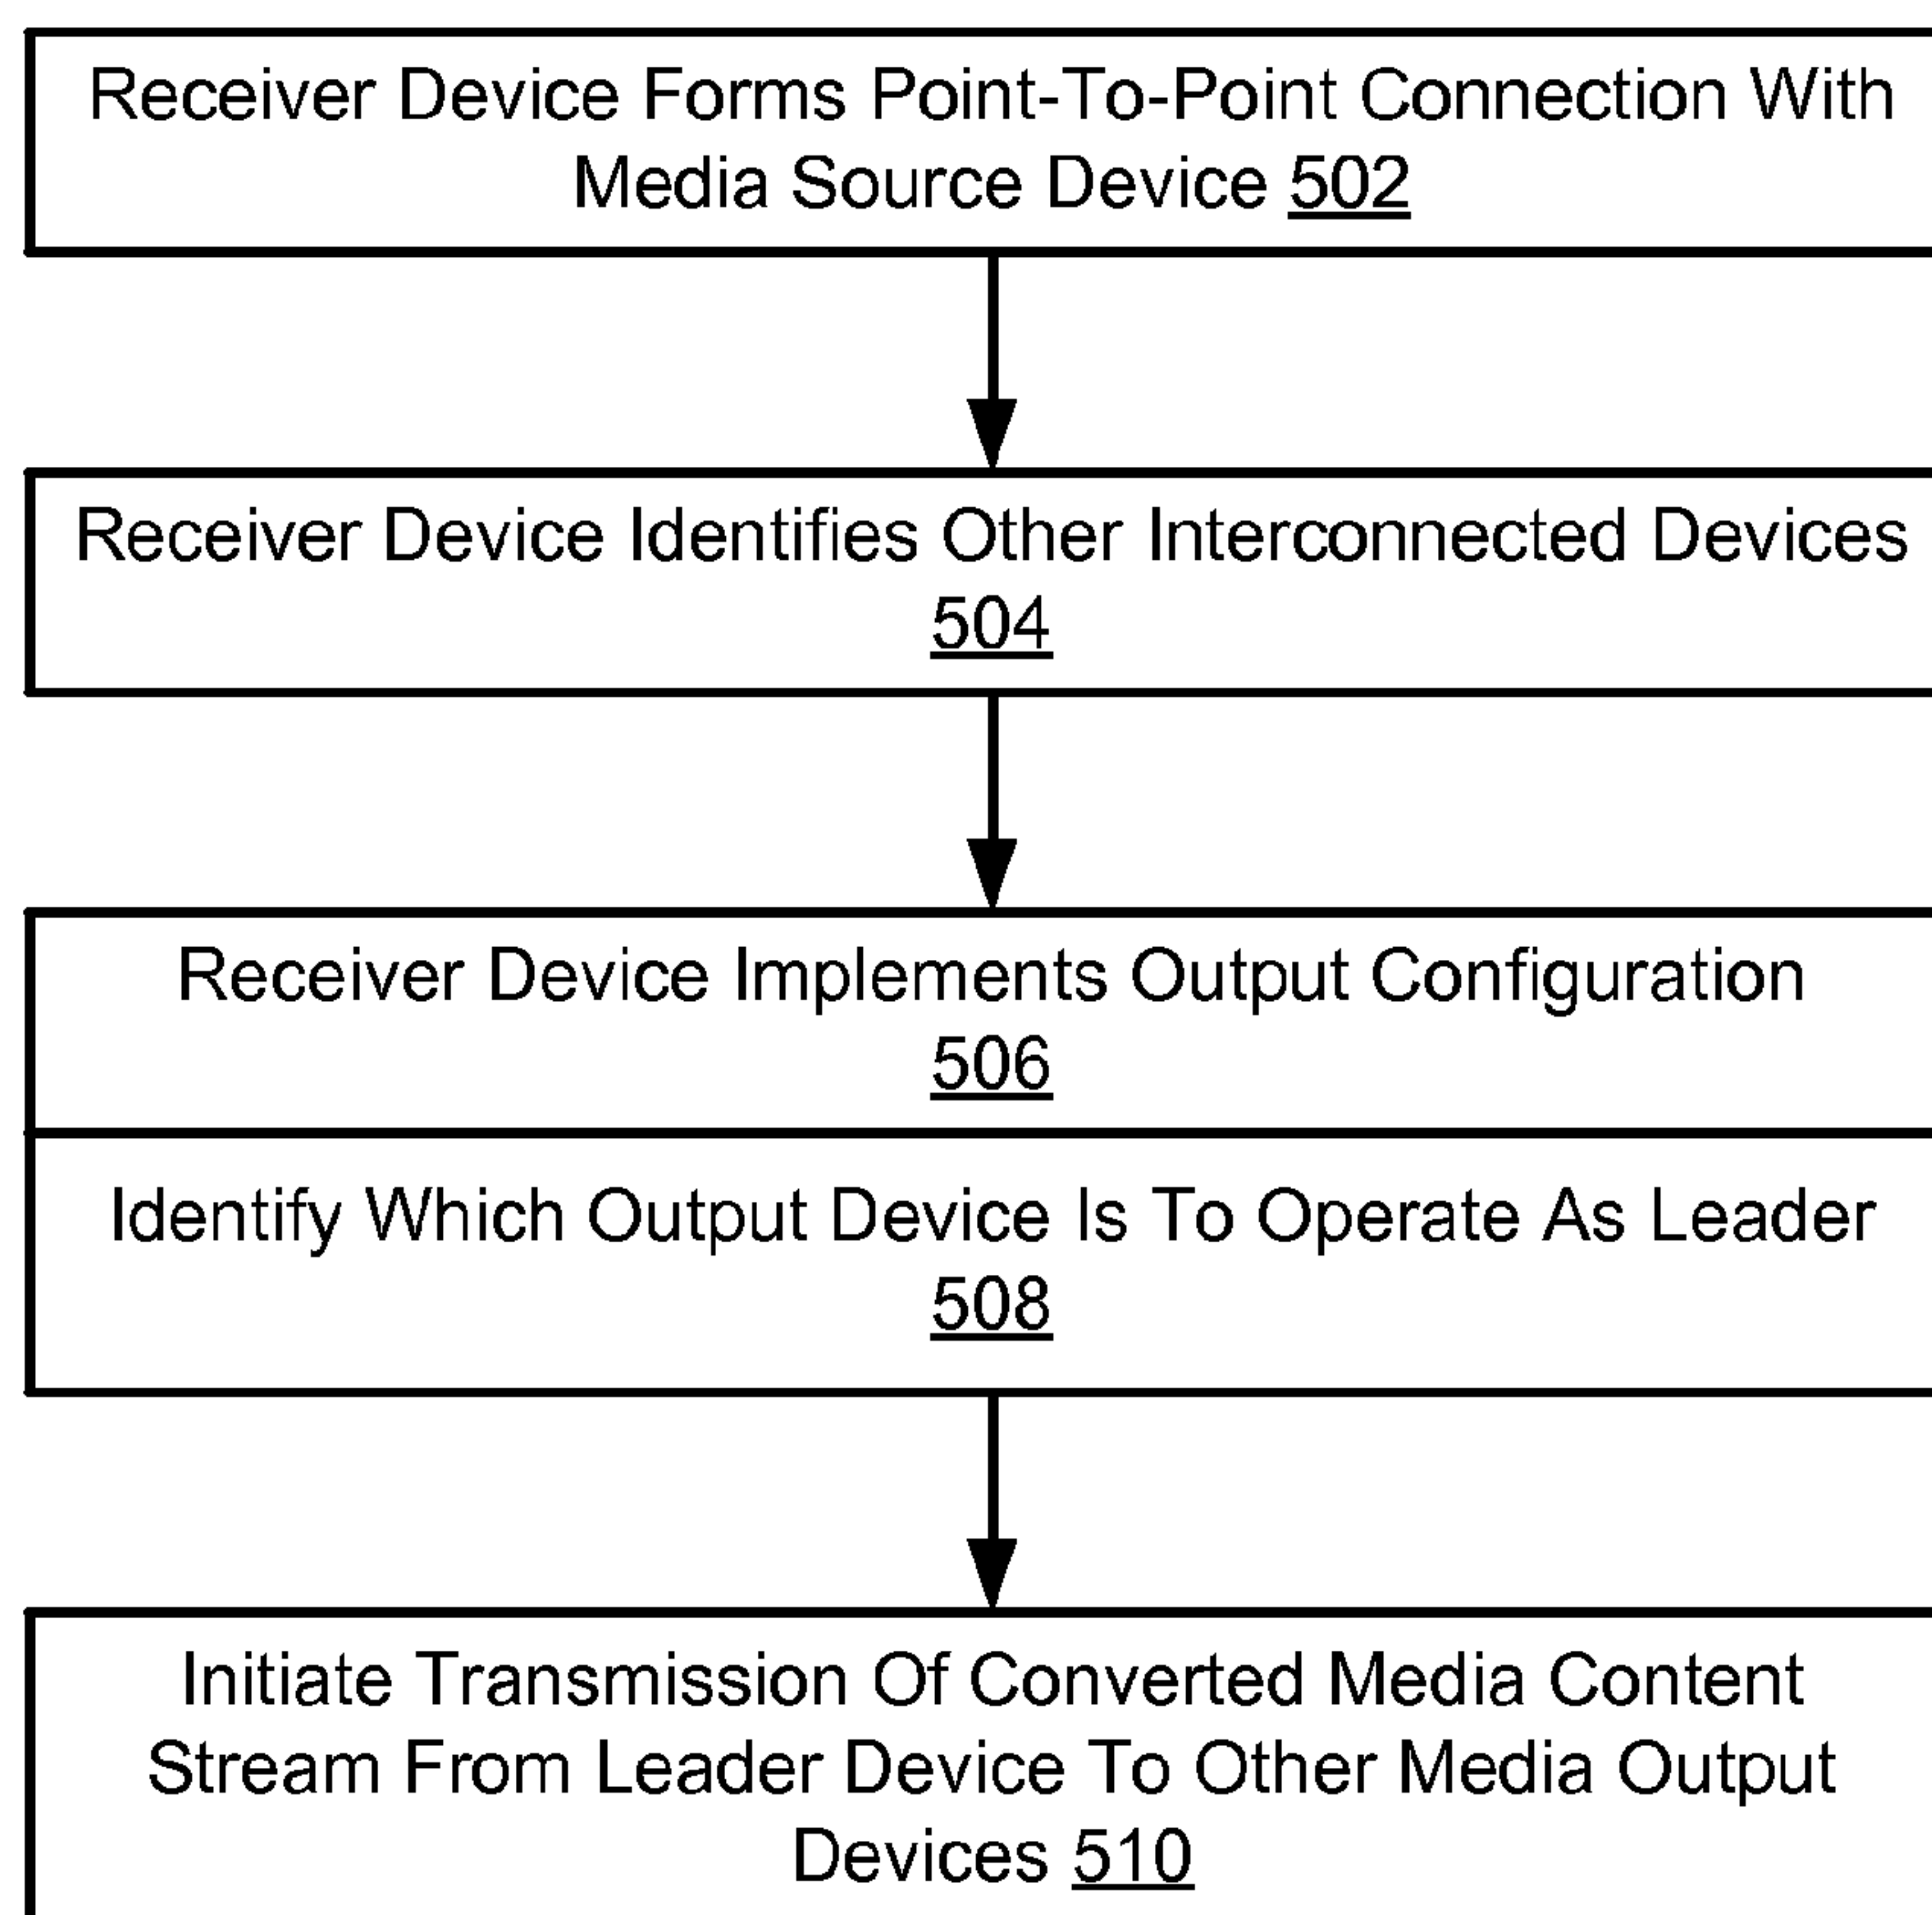 Receiver Device Forms Point-To-Point Connection With
Media Source Device 502
Receiver Device Identifies Other Interconnected Devices
504
Receiver Device Implements Output Configuration
506
Identify Which Output Device Is To Operate As Leader
508
Initiate Transmission Of Converted Media Content
Stream From Leader Device To Other Media Output
Devices 510